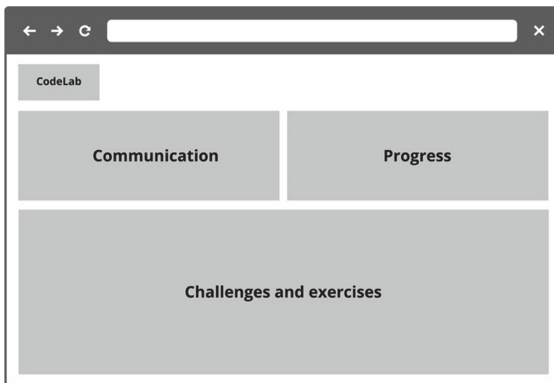 CodeLab
Communication
Progress
Challenges and exercises